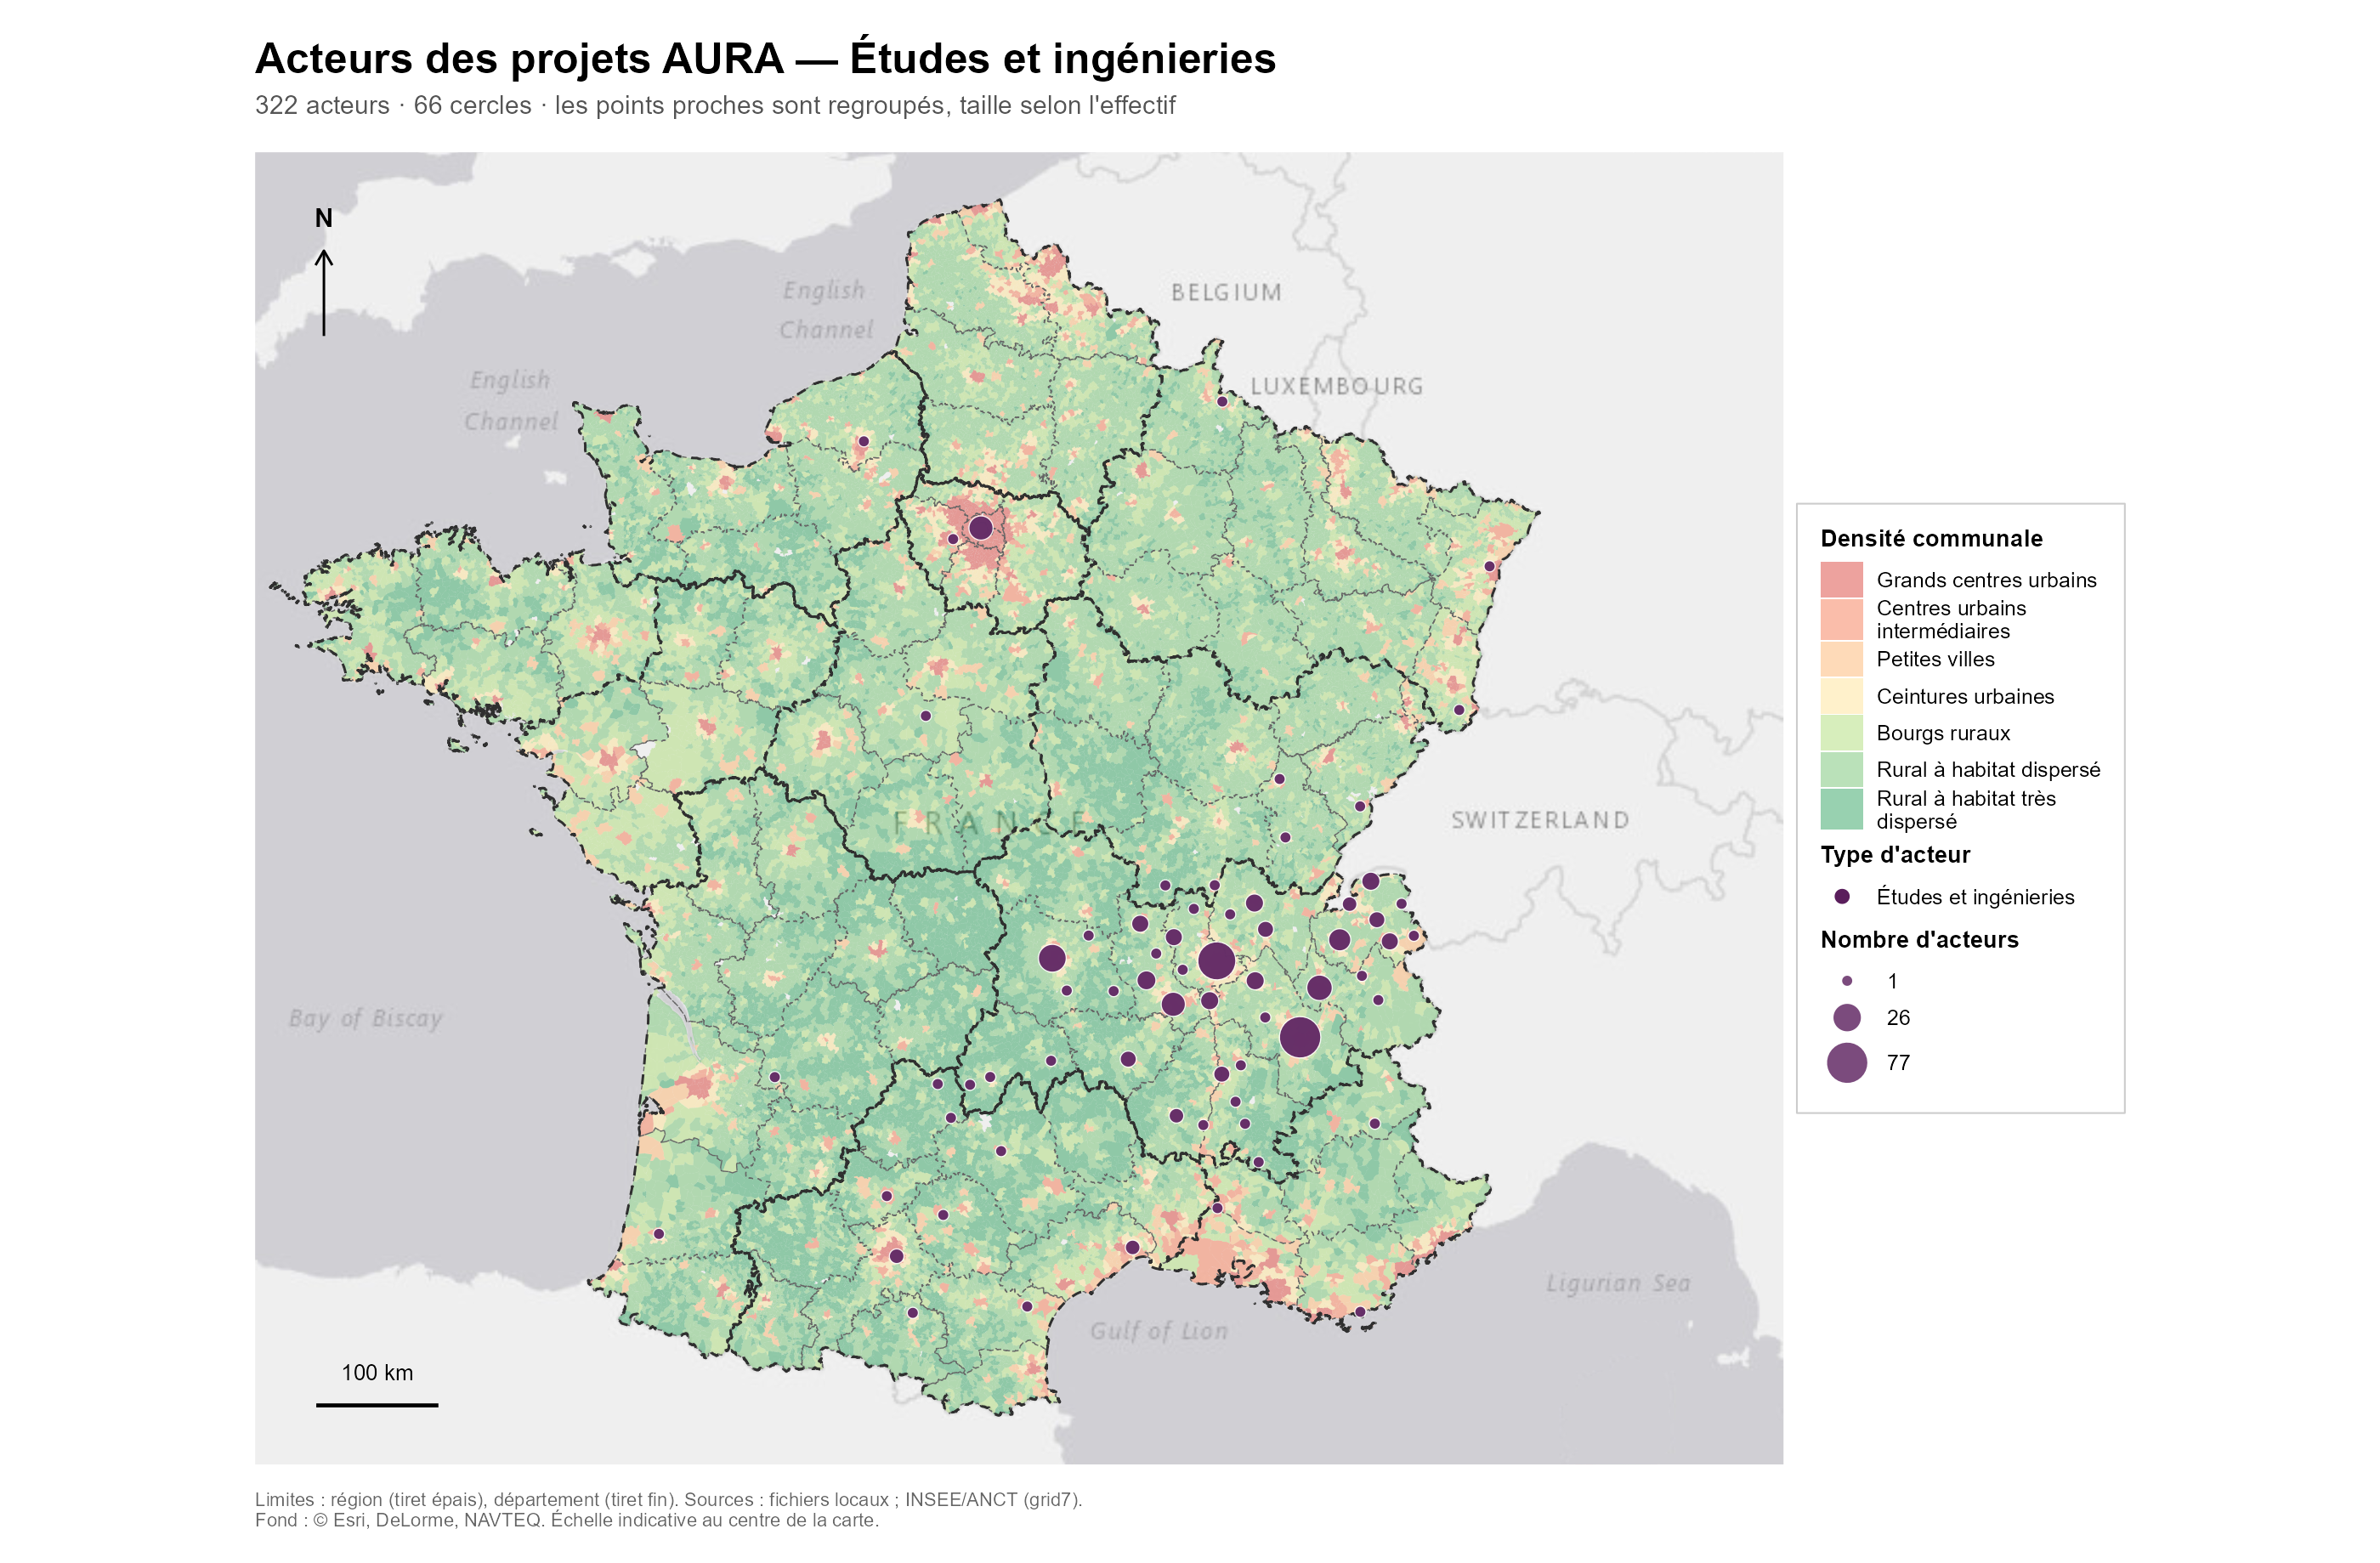 Acteurs des projets AURA — Études et ingénieries
322 acteurs · 66 cercles · les points proches sont regroupés, taille selon l'effectif
N
English
Channel
BELGIUM
English
Channel
LUXEMBOURG
FRANCE
SWITZERLAND
Bay of Biscay
Ligurian Sea
Gulf of Lion
100 km
Densité communale
Grands centres urbains
Centres urbains
intermédiaires
Petites villes
Ceintures urbaines
Bourgs ruraux
Rural à habitat dispersé
Rural à habitat très
dispersé
Type d'acteur
Études et ingénieries
Nombre d'acteurs
1
26
77
Limites : région (tiret épais), département (tiret fin). Sources : fichiers locaux ; INSEE/ANCT (grid7).
Fond : © Esri, DeLorme, NAVTEQ. Échelle indicative au centre de la carte.